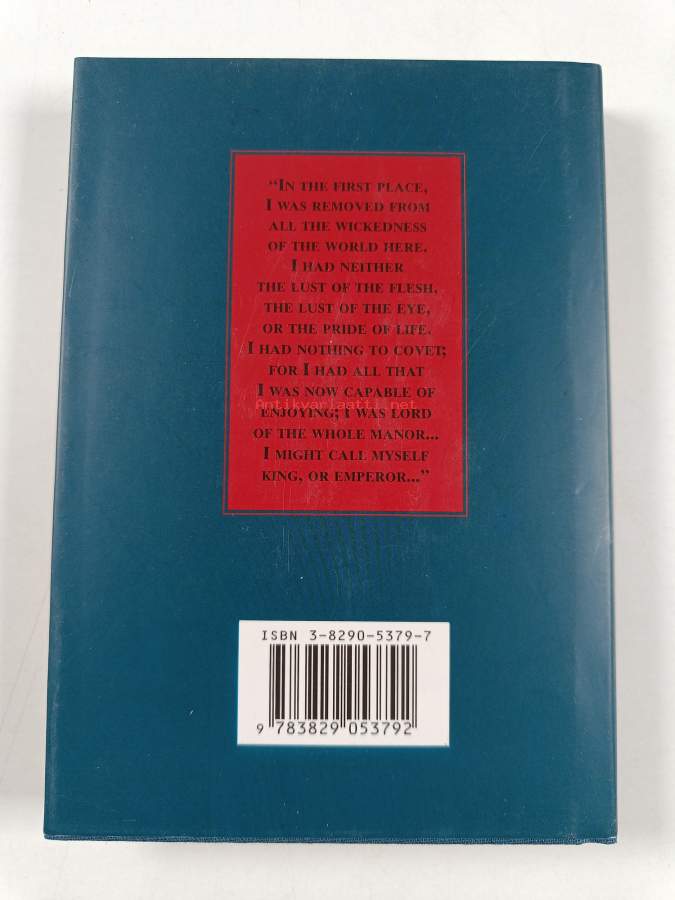 “IN THE FIRST PLACE,
I WAS REMOVED FROM
ALL THE WICKEDNESS
OF THE WORLD HERE.
I HAD NEITHER
THE LUST OF THE FLESH,
THE LUST OF THE EYE,
OR THE PRIDE OF LIFE.
I HAD NOTHING TO COVET;
FOR I HAD ALL THAT
I WAS NOW CAPABLE OF
Antikvariaatti.net
ENJOYING; I WAS LORD
OF THE WHOLE MANOR...
I MIGHT CALL MYSELF
KING, OR EMPEROR...”
ISBN 3-8290-5379-7
9 783829 053792